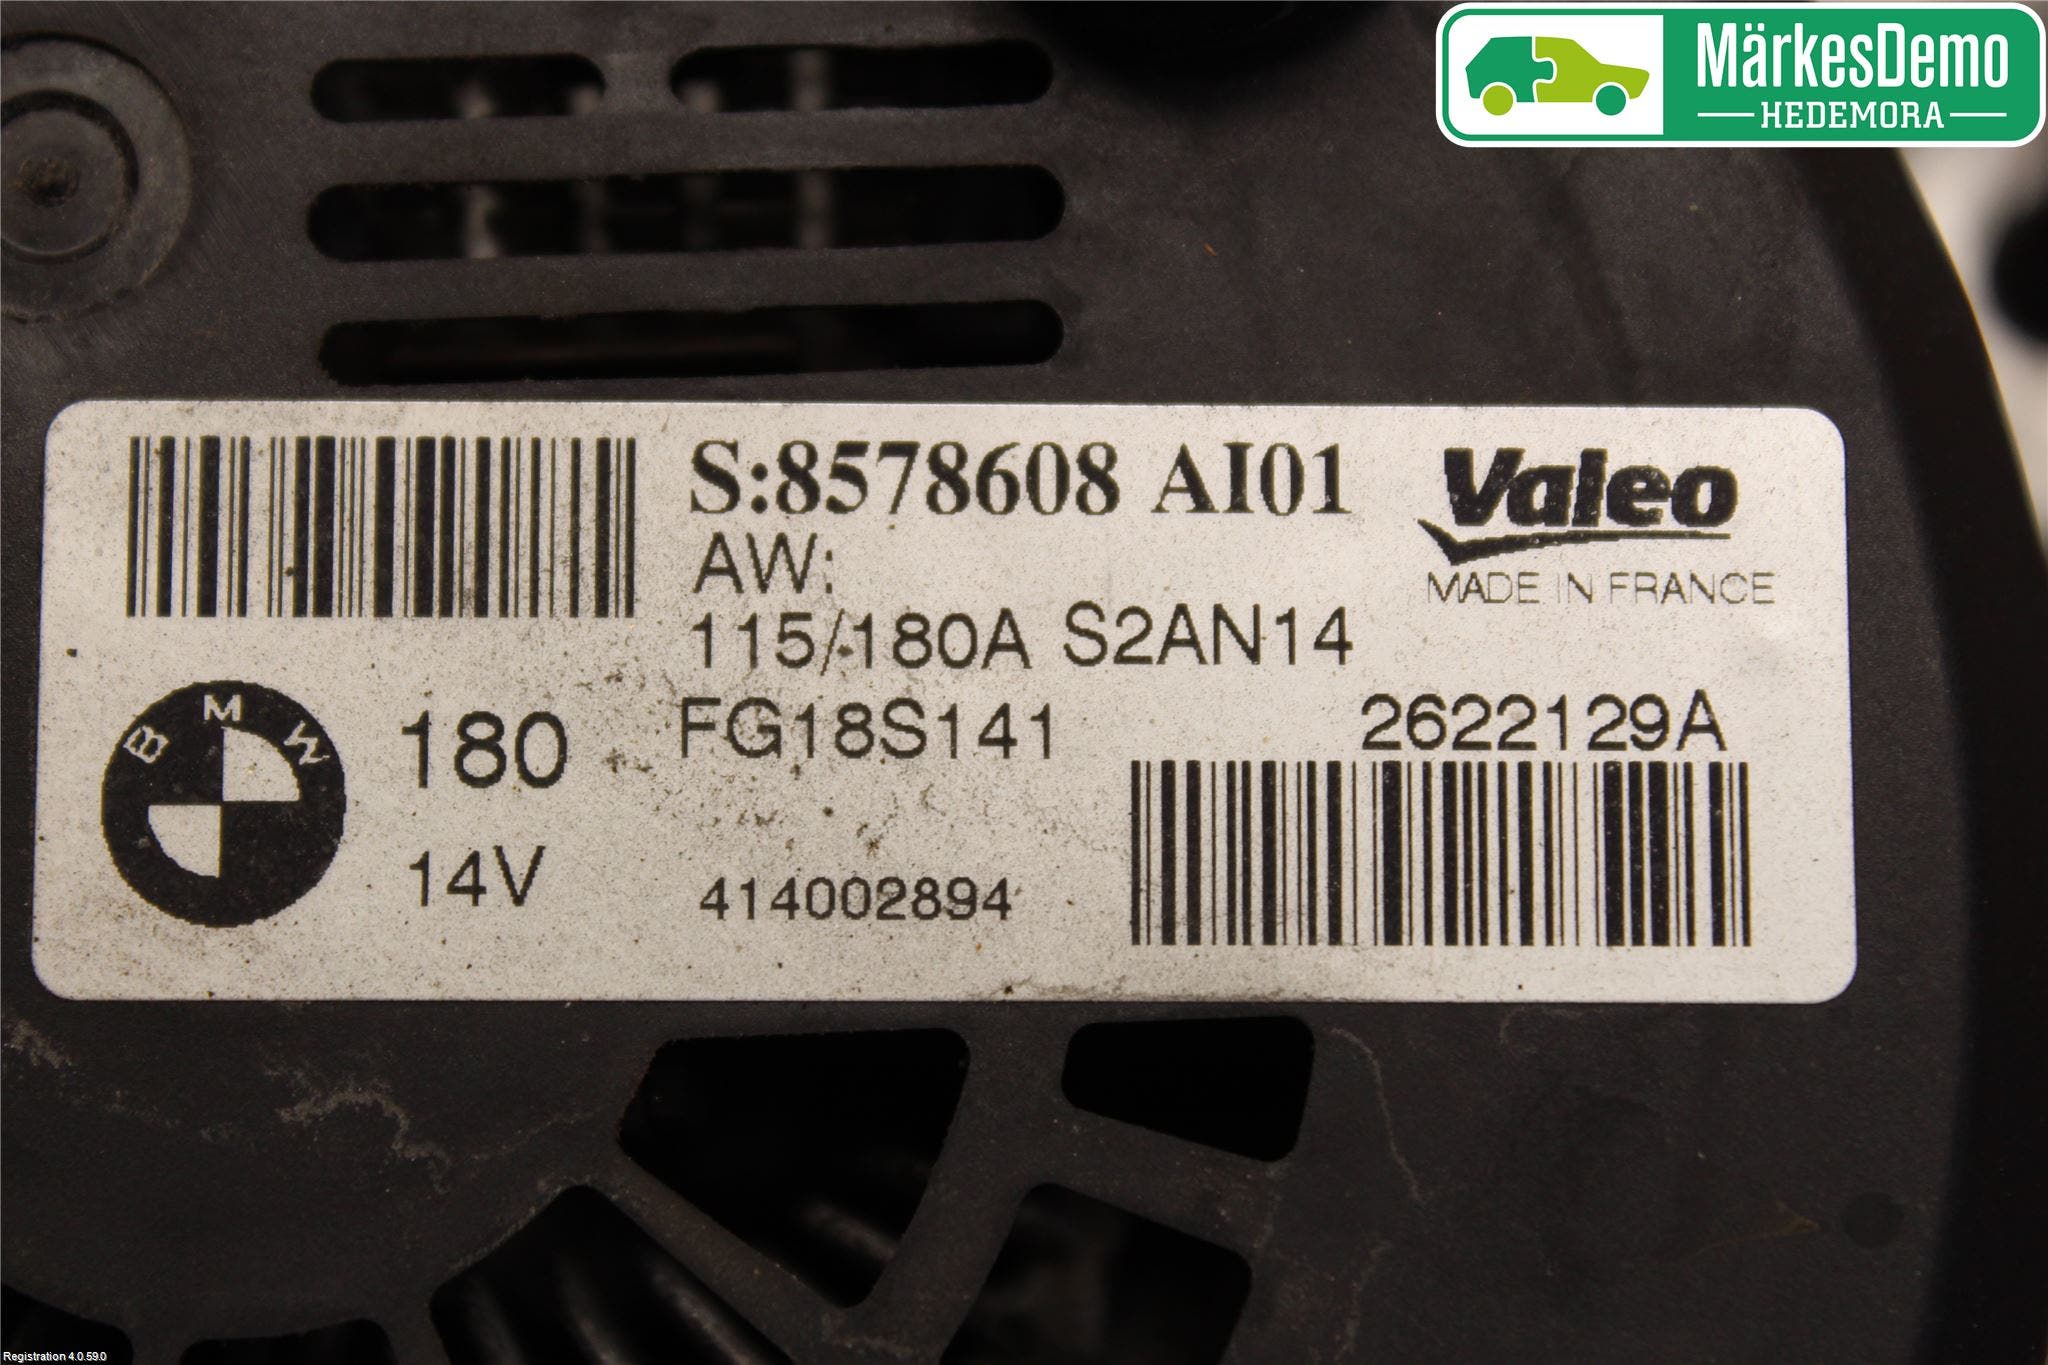 MärkesDemo
HEDEMORA
S:8578608 AI01
Valeo
AW:
MADE IN FRANCE
115/180A S2AN14
BMW
180
FG18S141
2622129A
14V
414002894
Registration 4.0.59.0